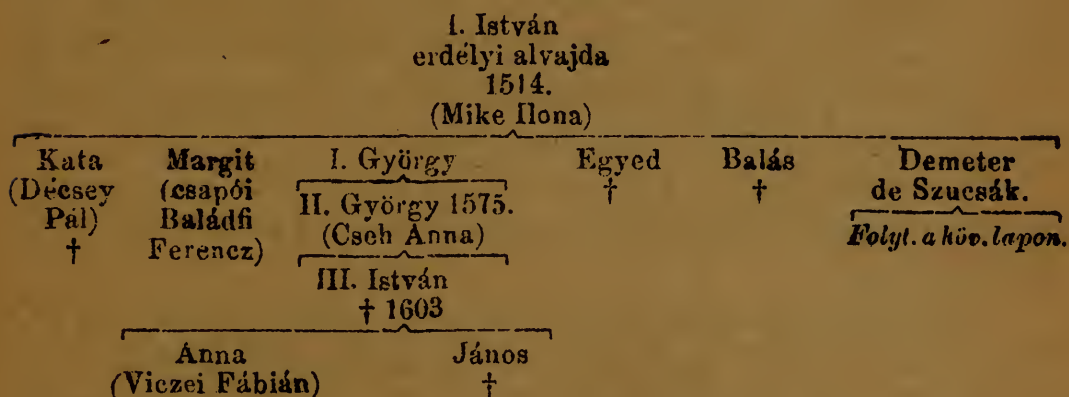 I. István
erdélyi alvajda
1514.
(Mike Ilona)
Kata Margit I. György Egyed Balás Demeter
(Décsey (csapói † † de Szucsák.
Pál) Baládfi II. György 1575. Folyt. a köv. lapon.
† Ferencz) (Cseh Anna)
III. István
† 1603
Anna János
(Viczei Fábián) †